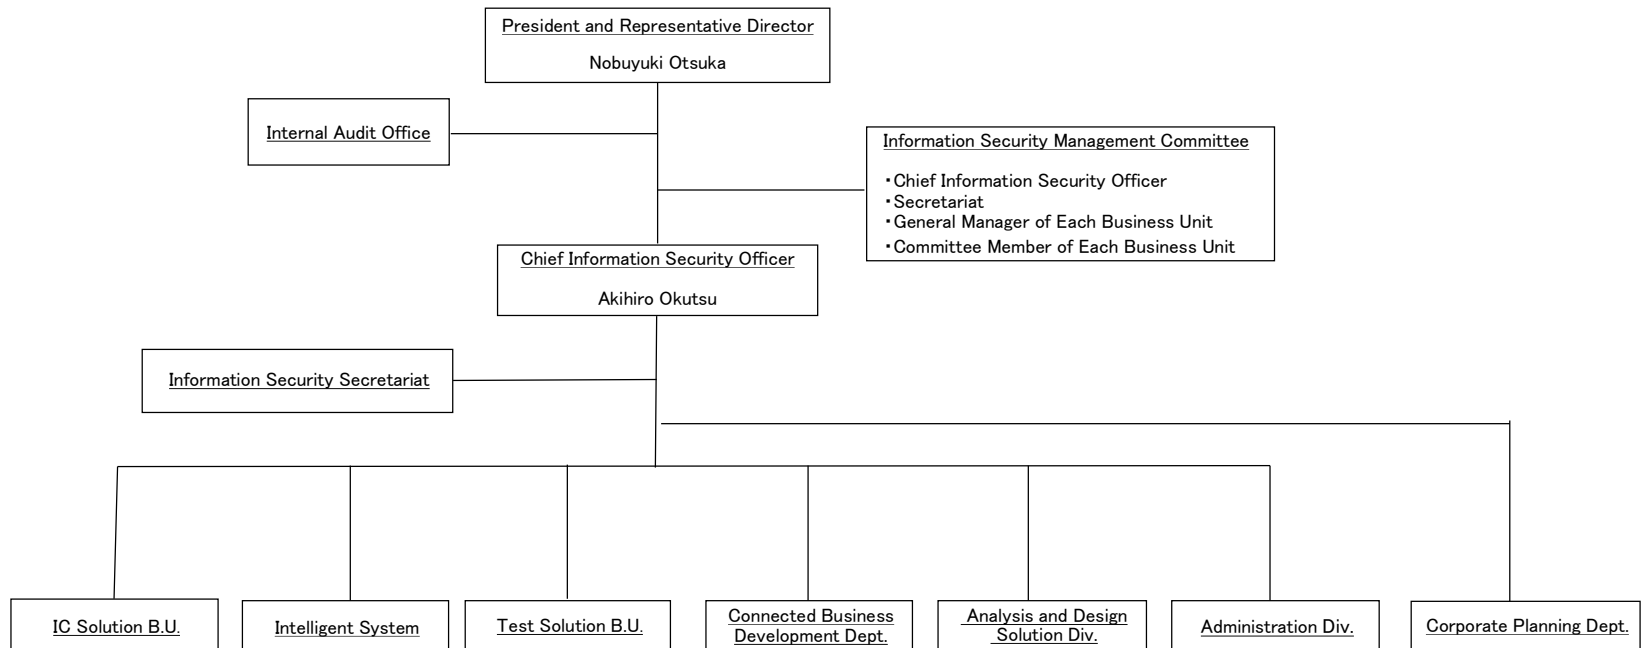 President and Representative Director
Nobuyuki Otsuka
Internal Audit Office
Information Security Management Committee
・Chief Information Security Officer
・Secretariat
・General Manager of Each Business Unit
・Committee Member of Each Business Unit
Chief Information Security Officer
Akihiro Okutsu
Information Security Secretariat
IC Solution B.U.
Intelligent System
Test Solution B.U.
Connected Business
Development Dept.
Analysis and Design
Solution Div.
Administration Div.
Corporate Planning Dept.